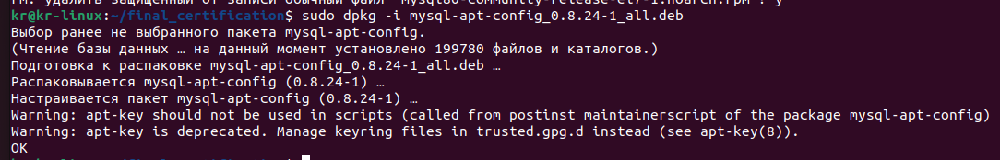 rm: удалить защищённый от записи обычный файл 'mysql80-community-release-el7-1.noarch.rpm'? y
kr@kr-linux:~/final_certification$ sudo dpkg -i mysql-apt-config_0.8.24-1_all.deb
Выбор ранее не выбранного пакета mysql-apt-config.
(Чтение базы данных … на данный момент установлено 199780 файлов и каталогов.)
Подготовка к распаковке mysql-apt-config_0.8.24-1_all.deb …
Распаковывается mysql-apt-config (0.8.24-1) …
Настраивается пакет mysql-apt-config (0.8.24-1) …
Warning: apt-key should not be used in scripts (called from postinst maintainerscript of the package mysql-apt-config)
Warning: apt-key is deprecated. Manage keyring files in trusted.gpg.d instead (see apt-key(8)).
OK